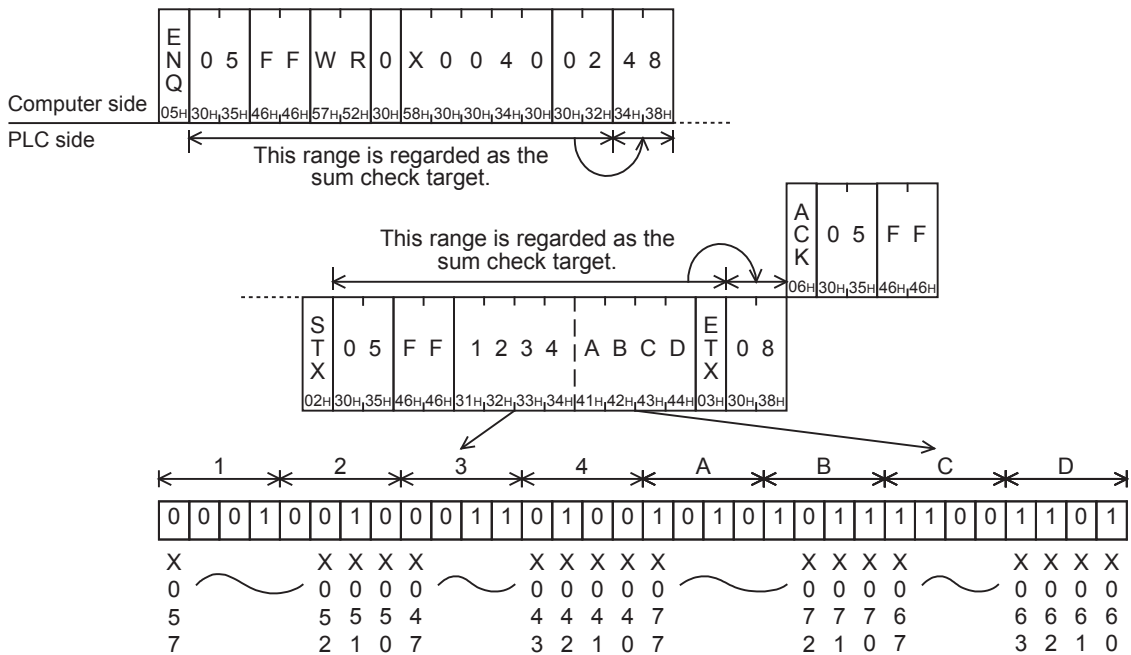 E N Q 0 5 F F W R 0 X 0 0 4 0 0 2 4 8
Computer side 05H 30H 35H 46H 46H 57H 52H 30H 58H 30H 30H 34H 30H 30H 32H 34H 38H
PLC side
This range is regarded as the
sum check target.
A C K 0 5 F F
06H 30H 35H 46H 46H
This range is regarded as the
sum check target.
S T X 0 5 F F 1 2 3 4 A B C D E T X 0 8
02H 30H 35H 46H 46H 31H 32H 33H 34H 41H 42H 43H 44H 03H 30H 38H
1 2 3 4 A B C D
0 0 0 1 0 0 1 0 0 0 1 1 0 1 0 0 1 0 1 0 1 0 1 1 1 1 0 0 1 1 0 1
X X X X X X X X X X X X X X X X X X
0 0 0 0 0 0 0 0 0 0 0 0 0 0 0 0 0 0
5 5 5 5 4 4 4 4 4 7 7 7 7 6 6 6 6 6
7 2 1 0 7 3 2 1 0 7 2 1 0 7 3 2 1 0